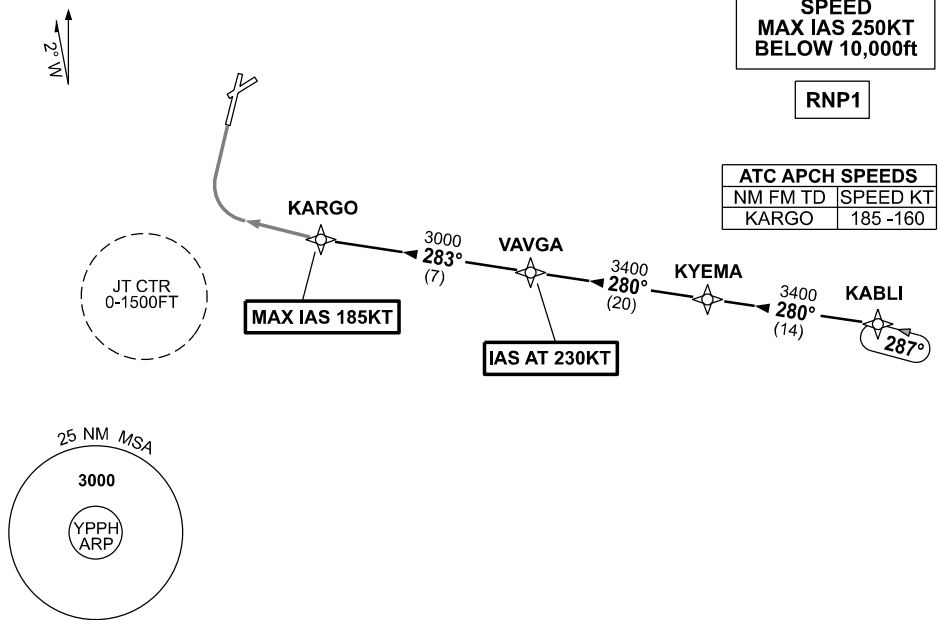 SPEED
MAX IAS 250KT
BELOW 10,000ft
RNP1
2° W
ATC APCH SPEEDS
NM FM TD SPEED KT
KARGO 185 -160
KARGO
3000
283°
(7)
VAVGA
3400
280°
(20)
KYEMA
3400
280°
(14)
KABLI
287°
JT CTR
0-1500FT
MAX IAS 185KT
IAS AT 230KT
25 NM MSA
3000
YPPH
ARP